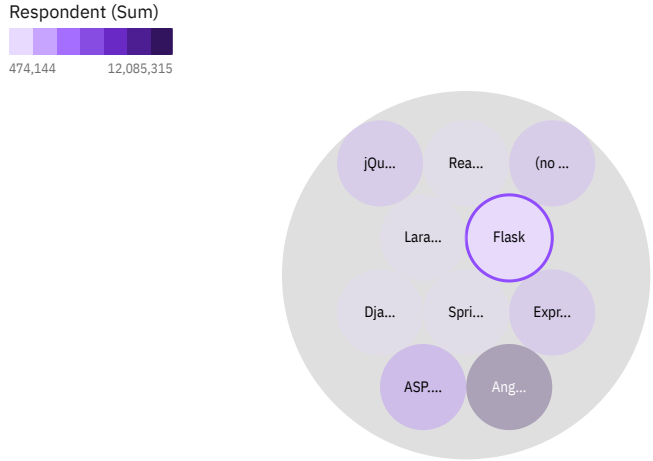 Respondent (Sum)
474,144 12,085,315
jQu... Rea... (no ...
Lara... Flask
Dja... Spri... Expr...
ASP.... Ang...